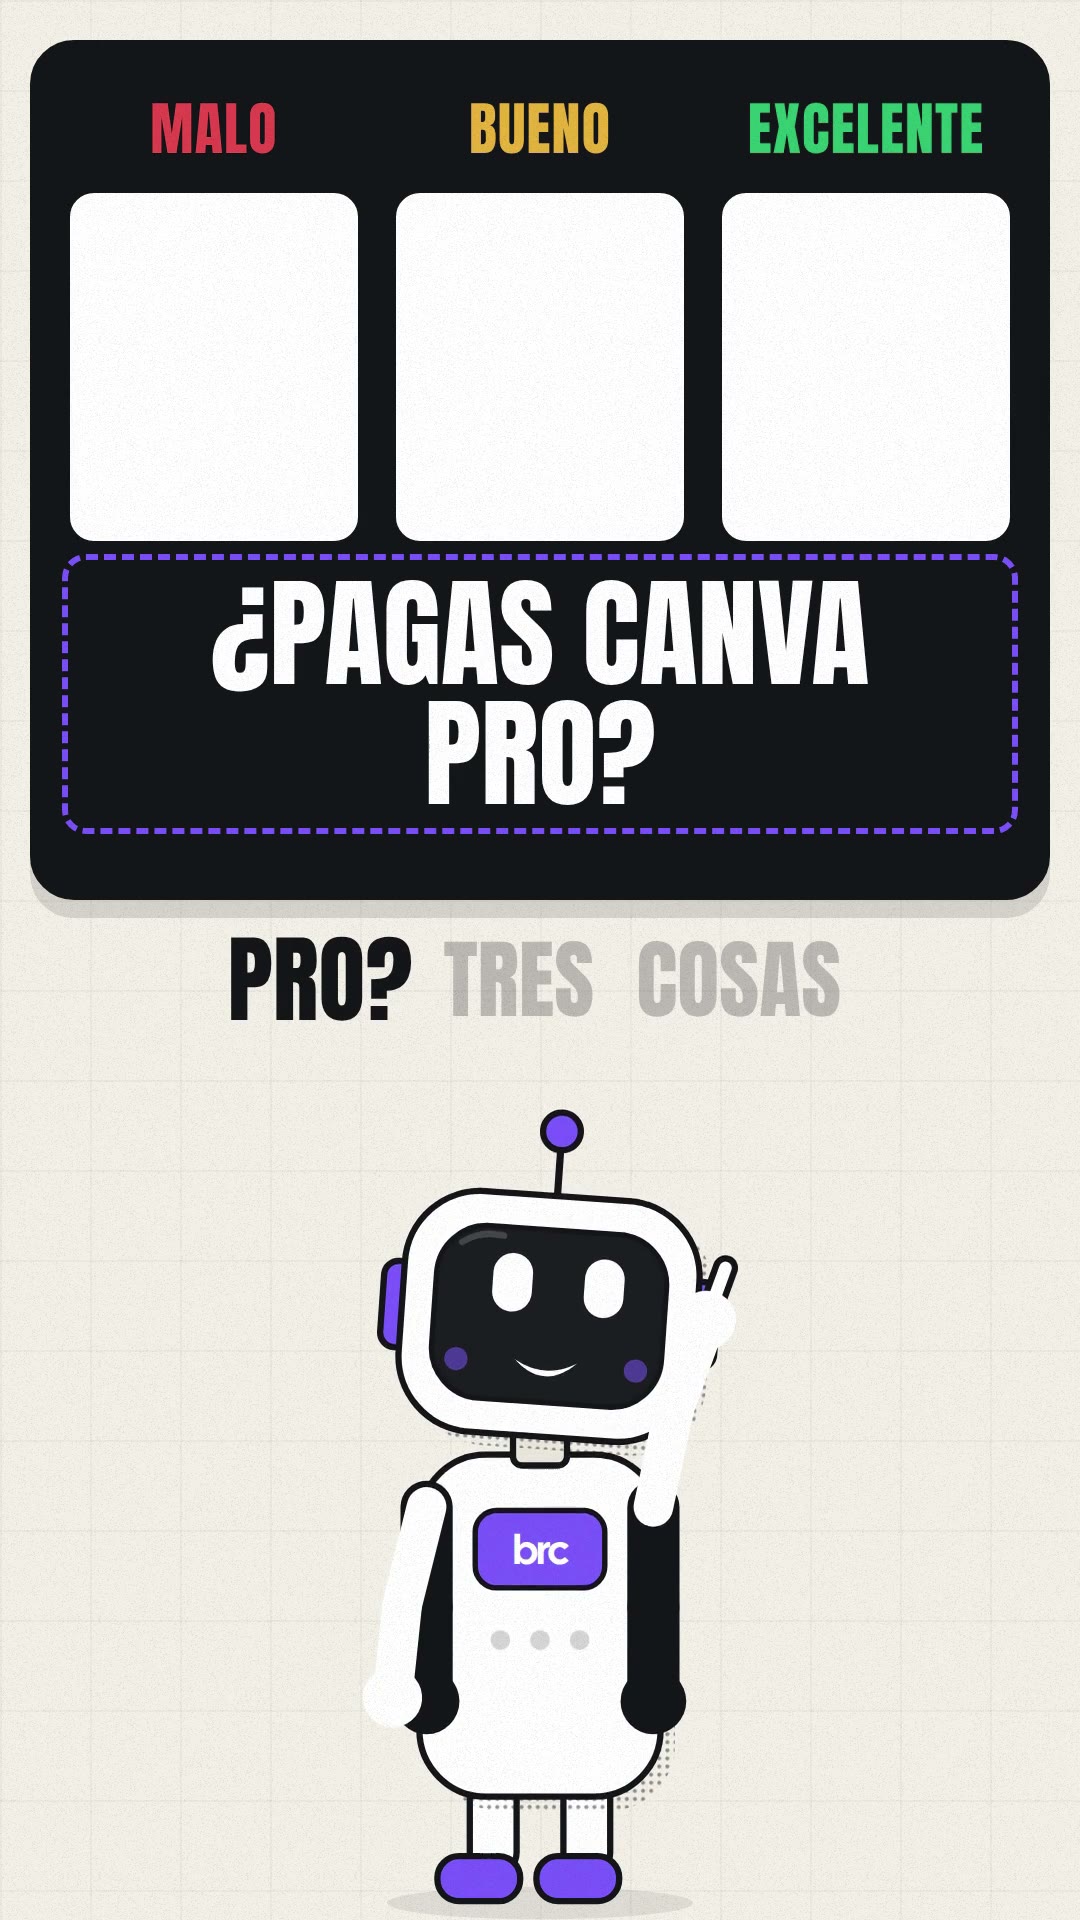 MALO BUENO EXCELENTE
¿PAGAS CANVA
PRO?
PRO? TRES COSAS
brc